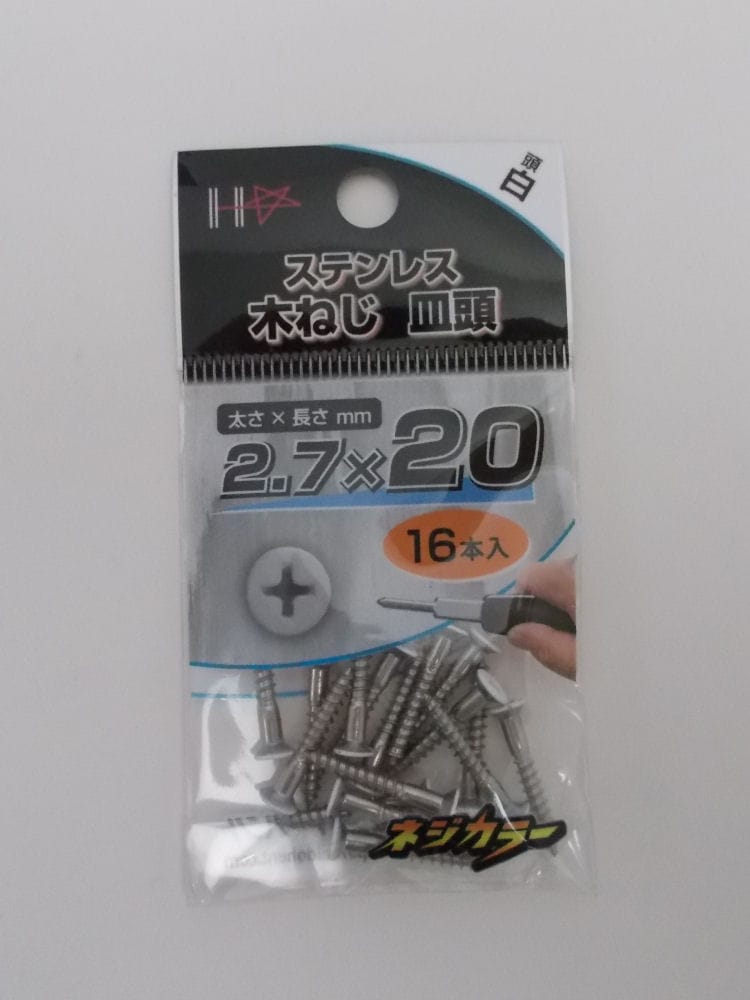 頭
白
ステンレス
木ねじ 皿頭
太さ×長さ mm
2.7×20
16本入
ネジカラー